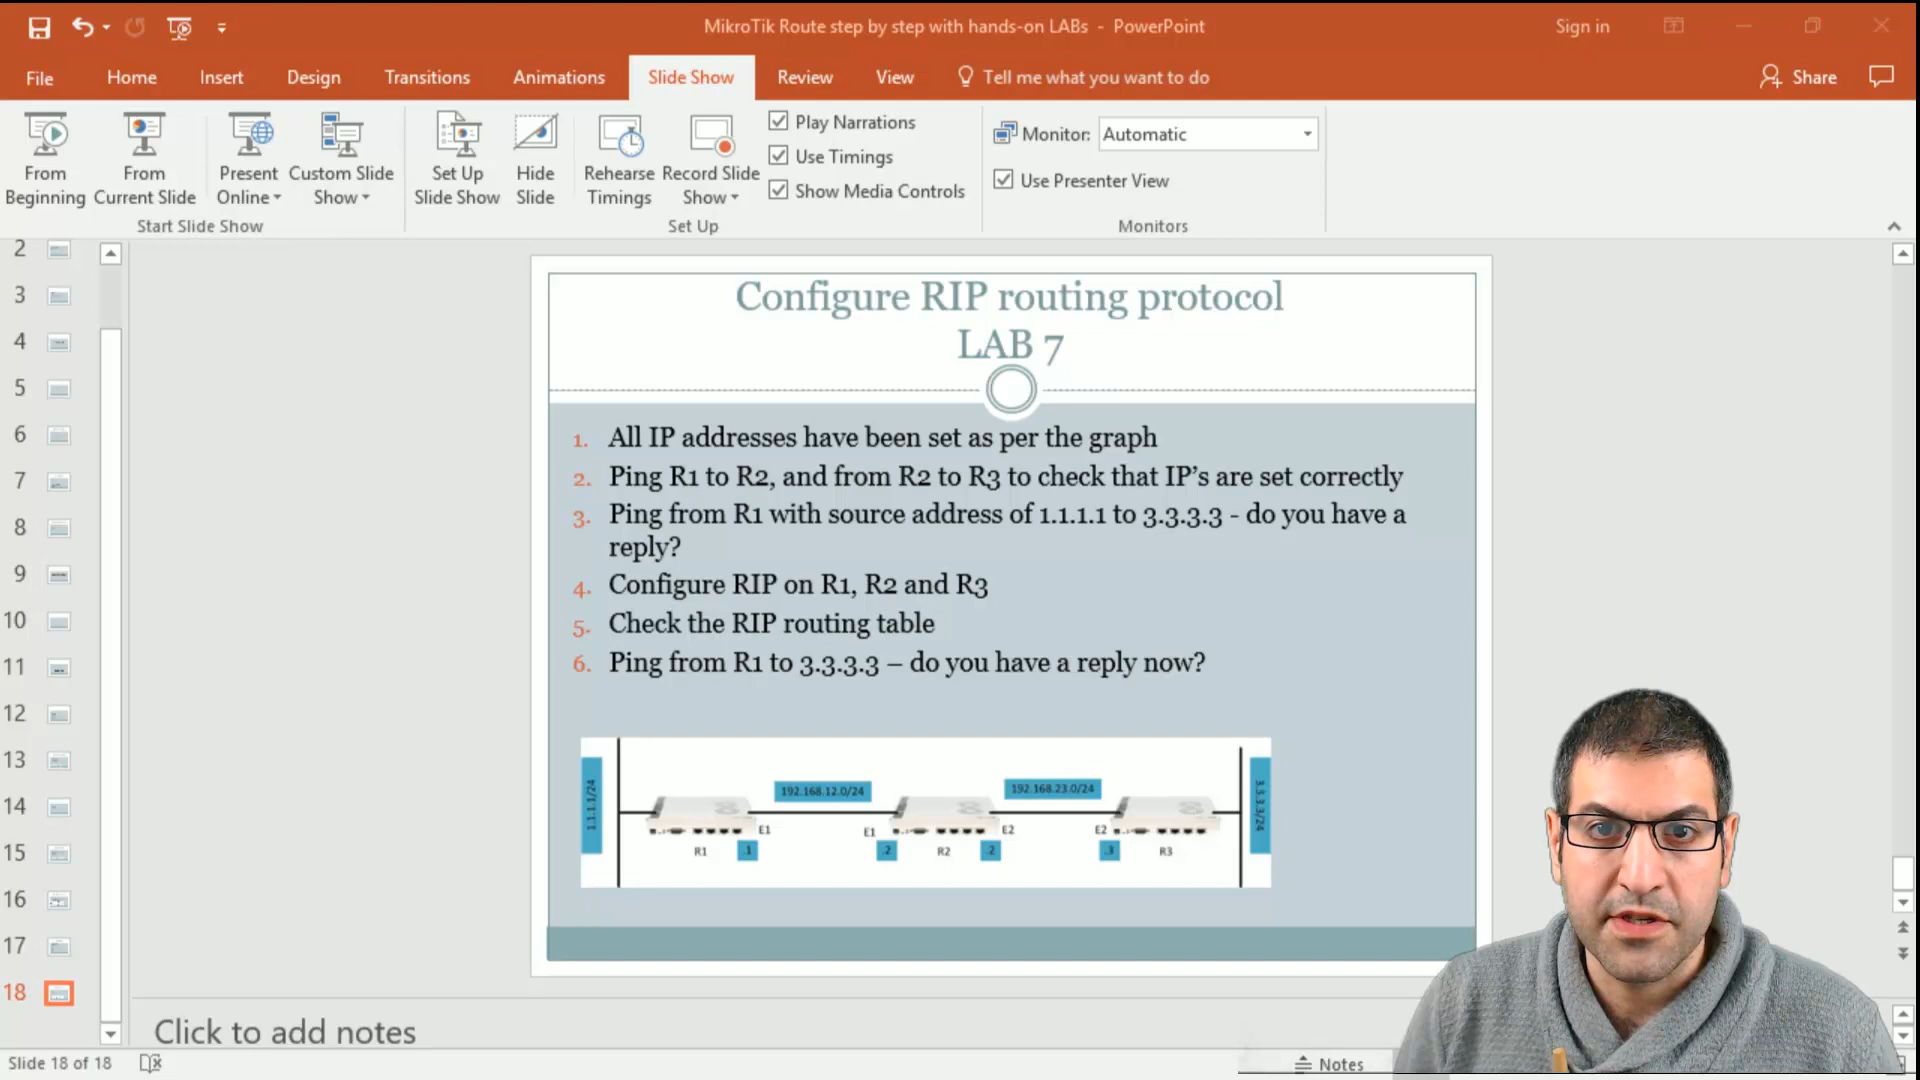 MikroTik Route step by step with hands-on LABs - PowerPoint
Sign in
File
Home
Insert
Design
Transitions
Animations
Slide Show
Review
View
Tell me what you want to do
Share
From
Beginning
From
Current Slide
Present
Online
Custom Slide
Show
Start Slide Show
Set Up
Slide Show
Hide
Slide
Rehearse
Timings
Record Slide
Show
Play Narrations
Use Timings
Show Media Controls
Set Up
Monitor:
Automatic
Use Presenter View
Monitors
2
3
4
5
6
7
8
9
10
11
12
13
14
15
16
17
18
Configure RIP routing protocol
LAB 7
1. All IP addresses have been set as per the graph
2. Ping R1 to R2, and from R2 to R3 to check that IP's are set correctly
3. Ping from R1 with source address of 1.1.1.1 to 3.3.3.3 - do you have a
reply?
4. Configure RIP on R1, R2 and R3
5. Check the RIP routing table
6. Ping from R1 to 3.3.3.3 – do you have a reply now?
1.1.1.1/24
192.168.12.0/24
192.168.23.0/24
3.3.3.3/24
E1
E1
E2
E2
R1
.1
.2
R2
.2
.3
R3
Click to add notes
Slide 18 of 18
Notes